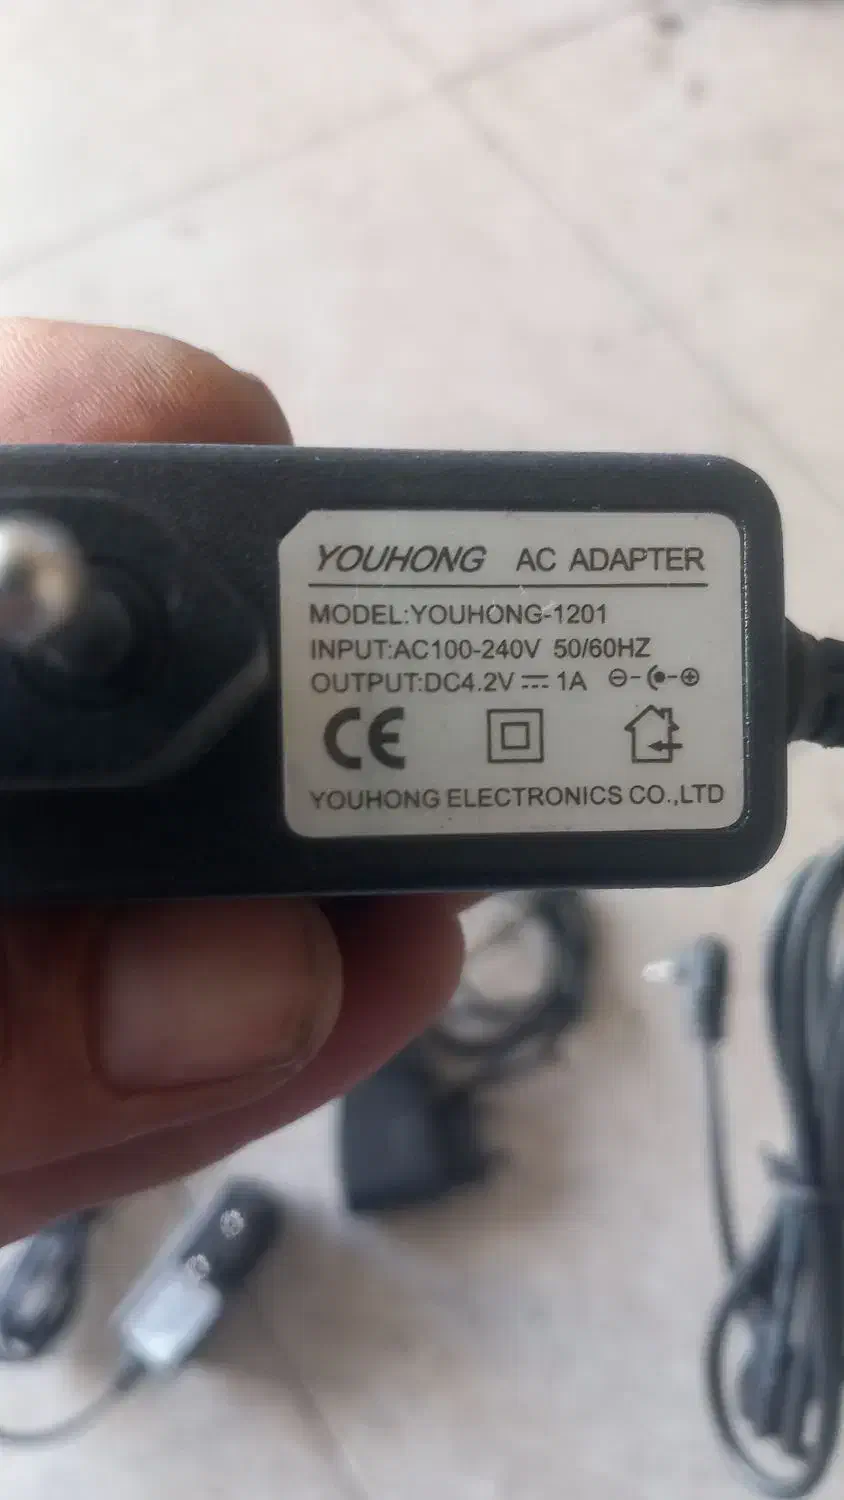 YOUHONG AC ADAPTER
MODEL:YOUHONG-1201
INPUT:AC100-240V 50/60HZ
OUTPUT:DC4.2V ⎓ 1A
CE
YOUHONG ELECTRONICS CO.,LTD